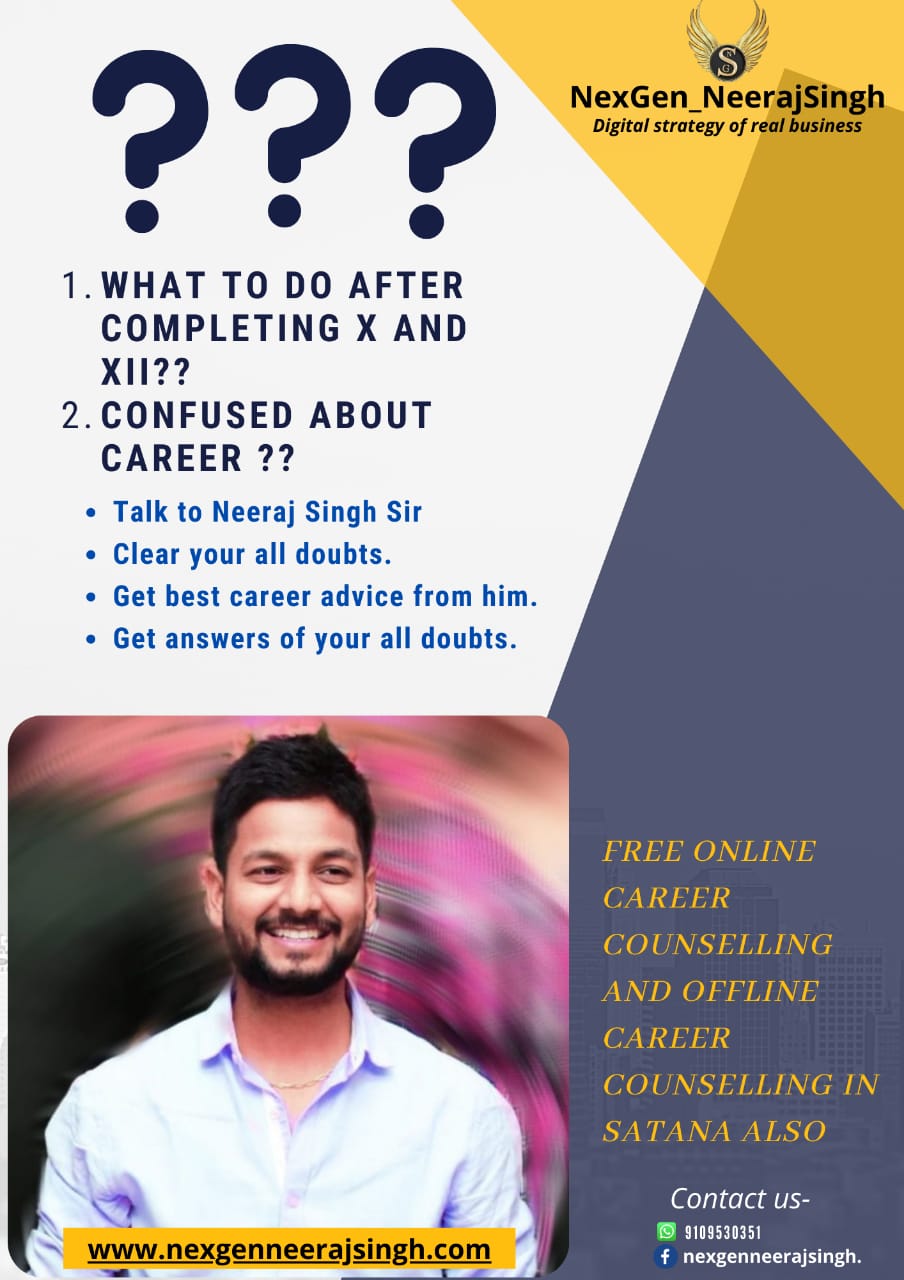 ???
NexGen_NeerajSingh
Digital strategy of real business
1. WHAT TO DO AFTER
COMPLETING X AND
XII??
2. CONFUSED ABOUT
CAREER ??
• Talk to Neeraj Singh Sir
• Clear your all doubts.
• Get best career advice from him.
• Get answers of your all doubts.
FREE ONLINE
CAREER
COUNSELLING
AND OFFLINE
CAREER
COUNSELLING IN
SATANA ALSO
Contact us-
9109530351
nexgenneerajsingh.
www.nexgenneerajsingh.com